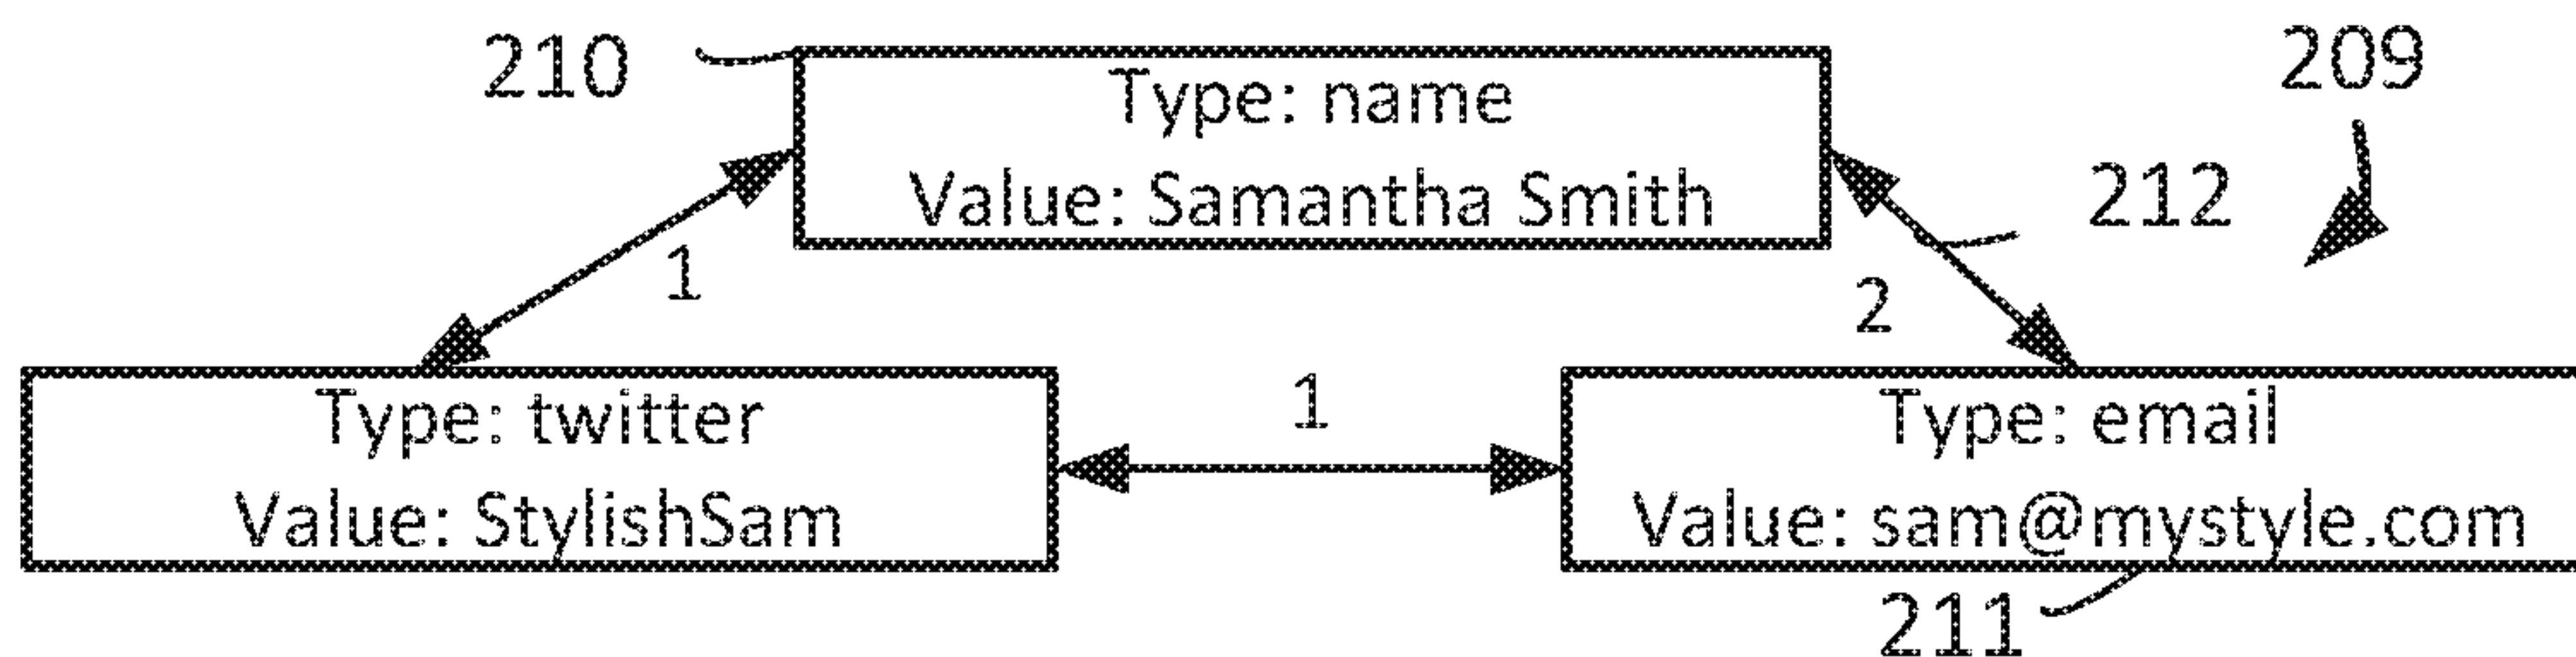 210
Type: name
Value: Samantha Smith
209
212
1
2
Type: twitter
Value: StylishSam
1
Type: email
Value: sam@mystyle.com
211